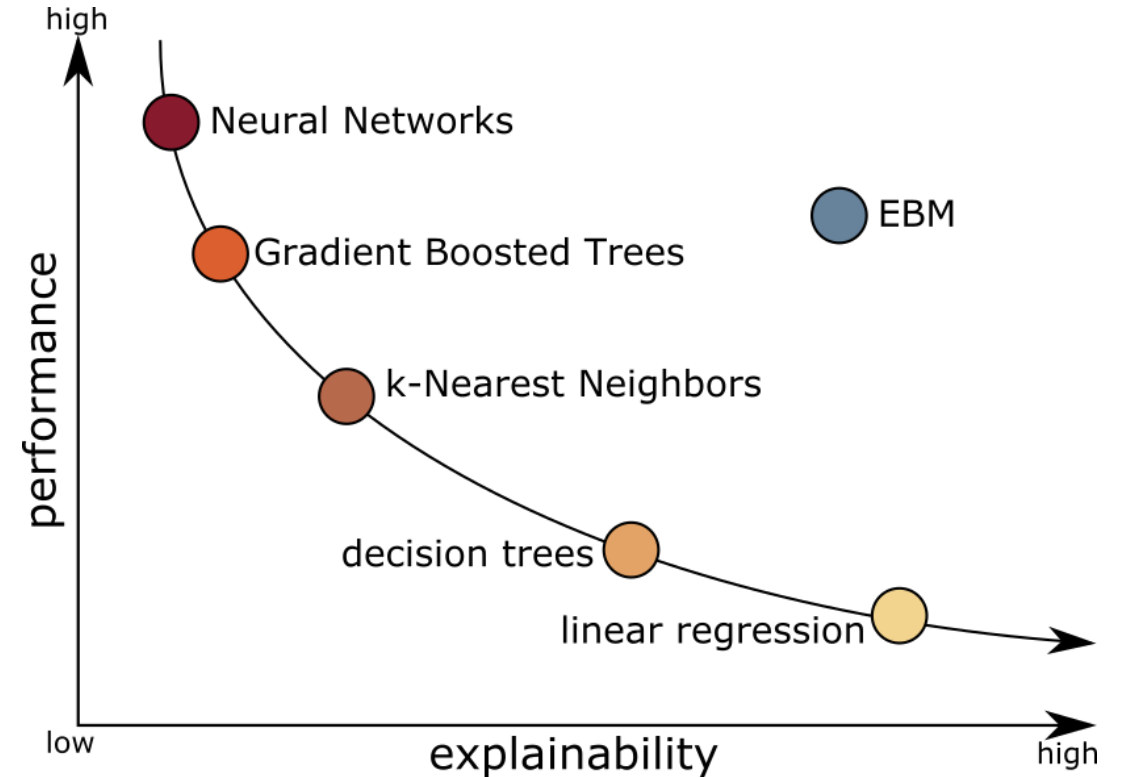 high
Neural Networks
EBM
Gradient Boosted Trees
performance
k-Nearest Neighbors
decision trees
linear regression
low
explainability
high